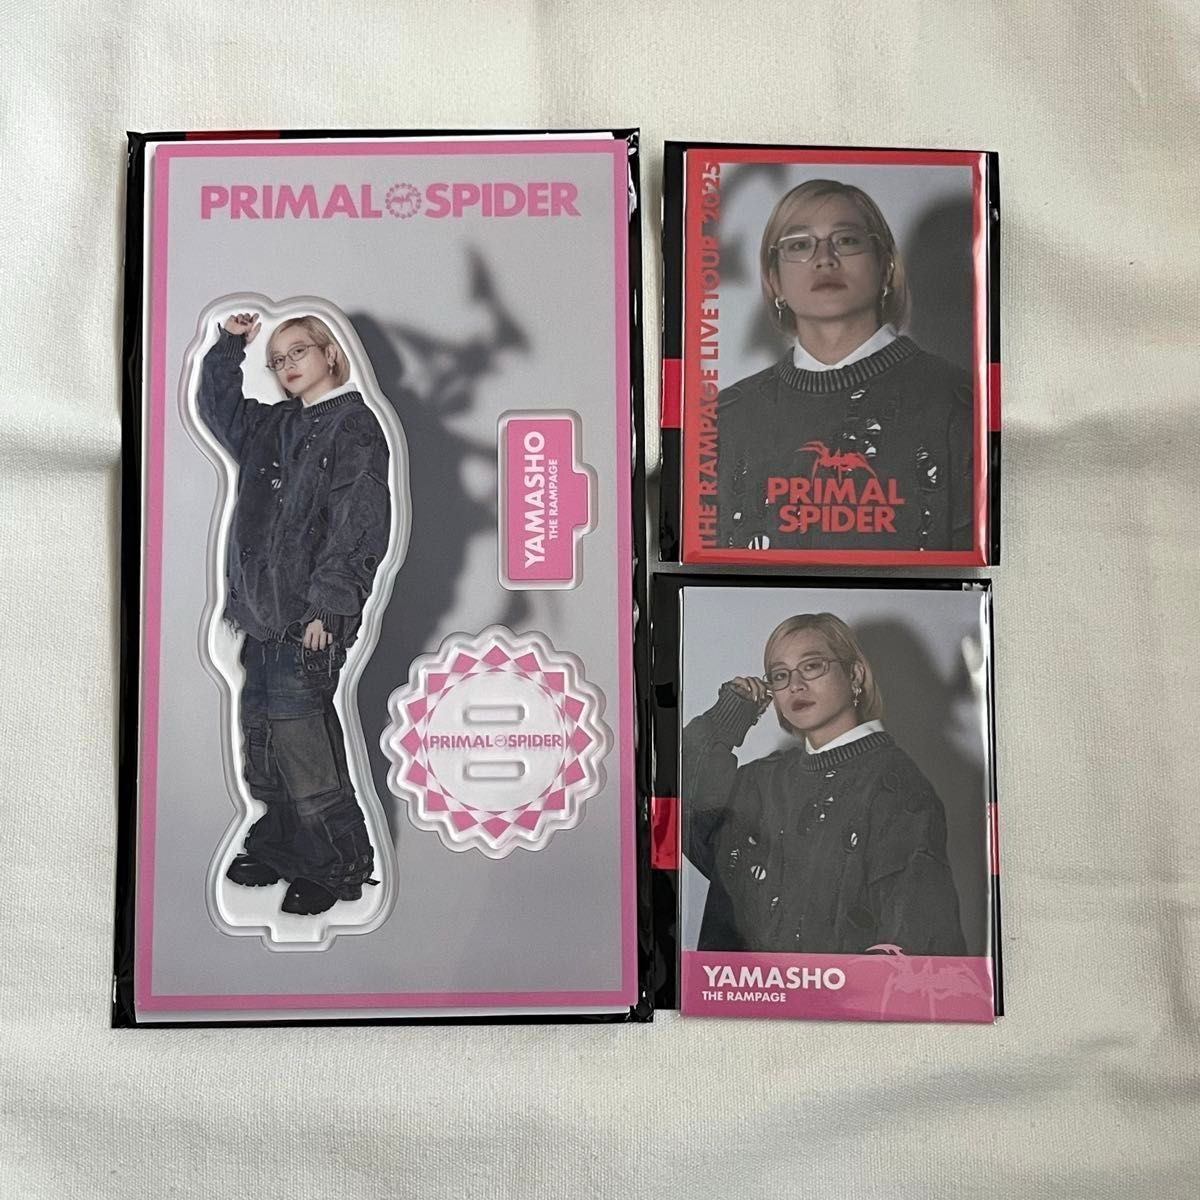 PRIMAL SPIDER
YAMASHO
THE RAMPAGE
PRIMAL SPIDER
THE RAMPAGE LIVE TOUR 2025
PRIMAL
SPIDER
YAMASHO
THE RAMPAGE